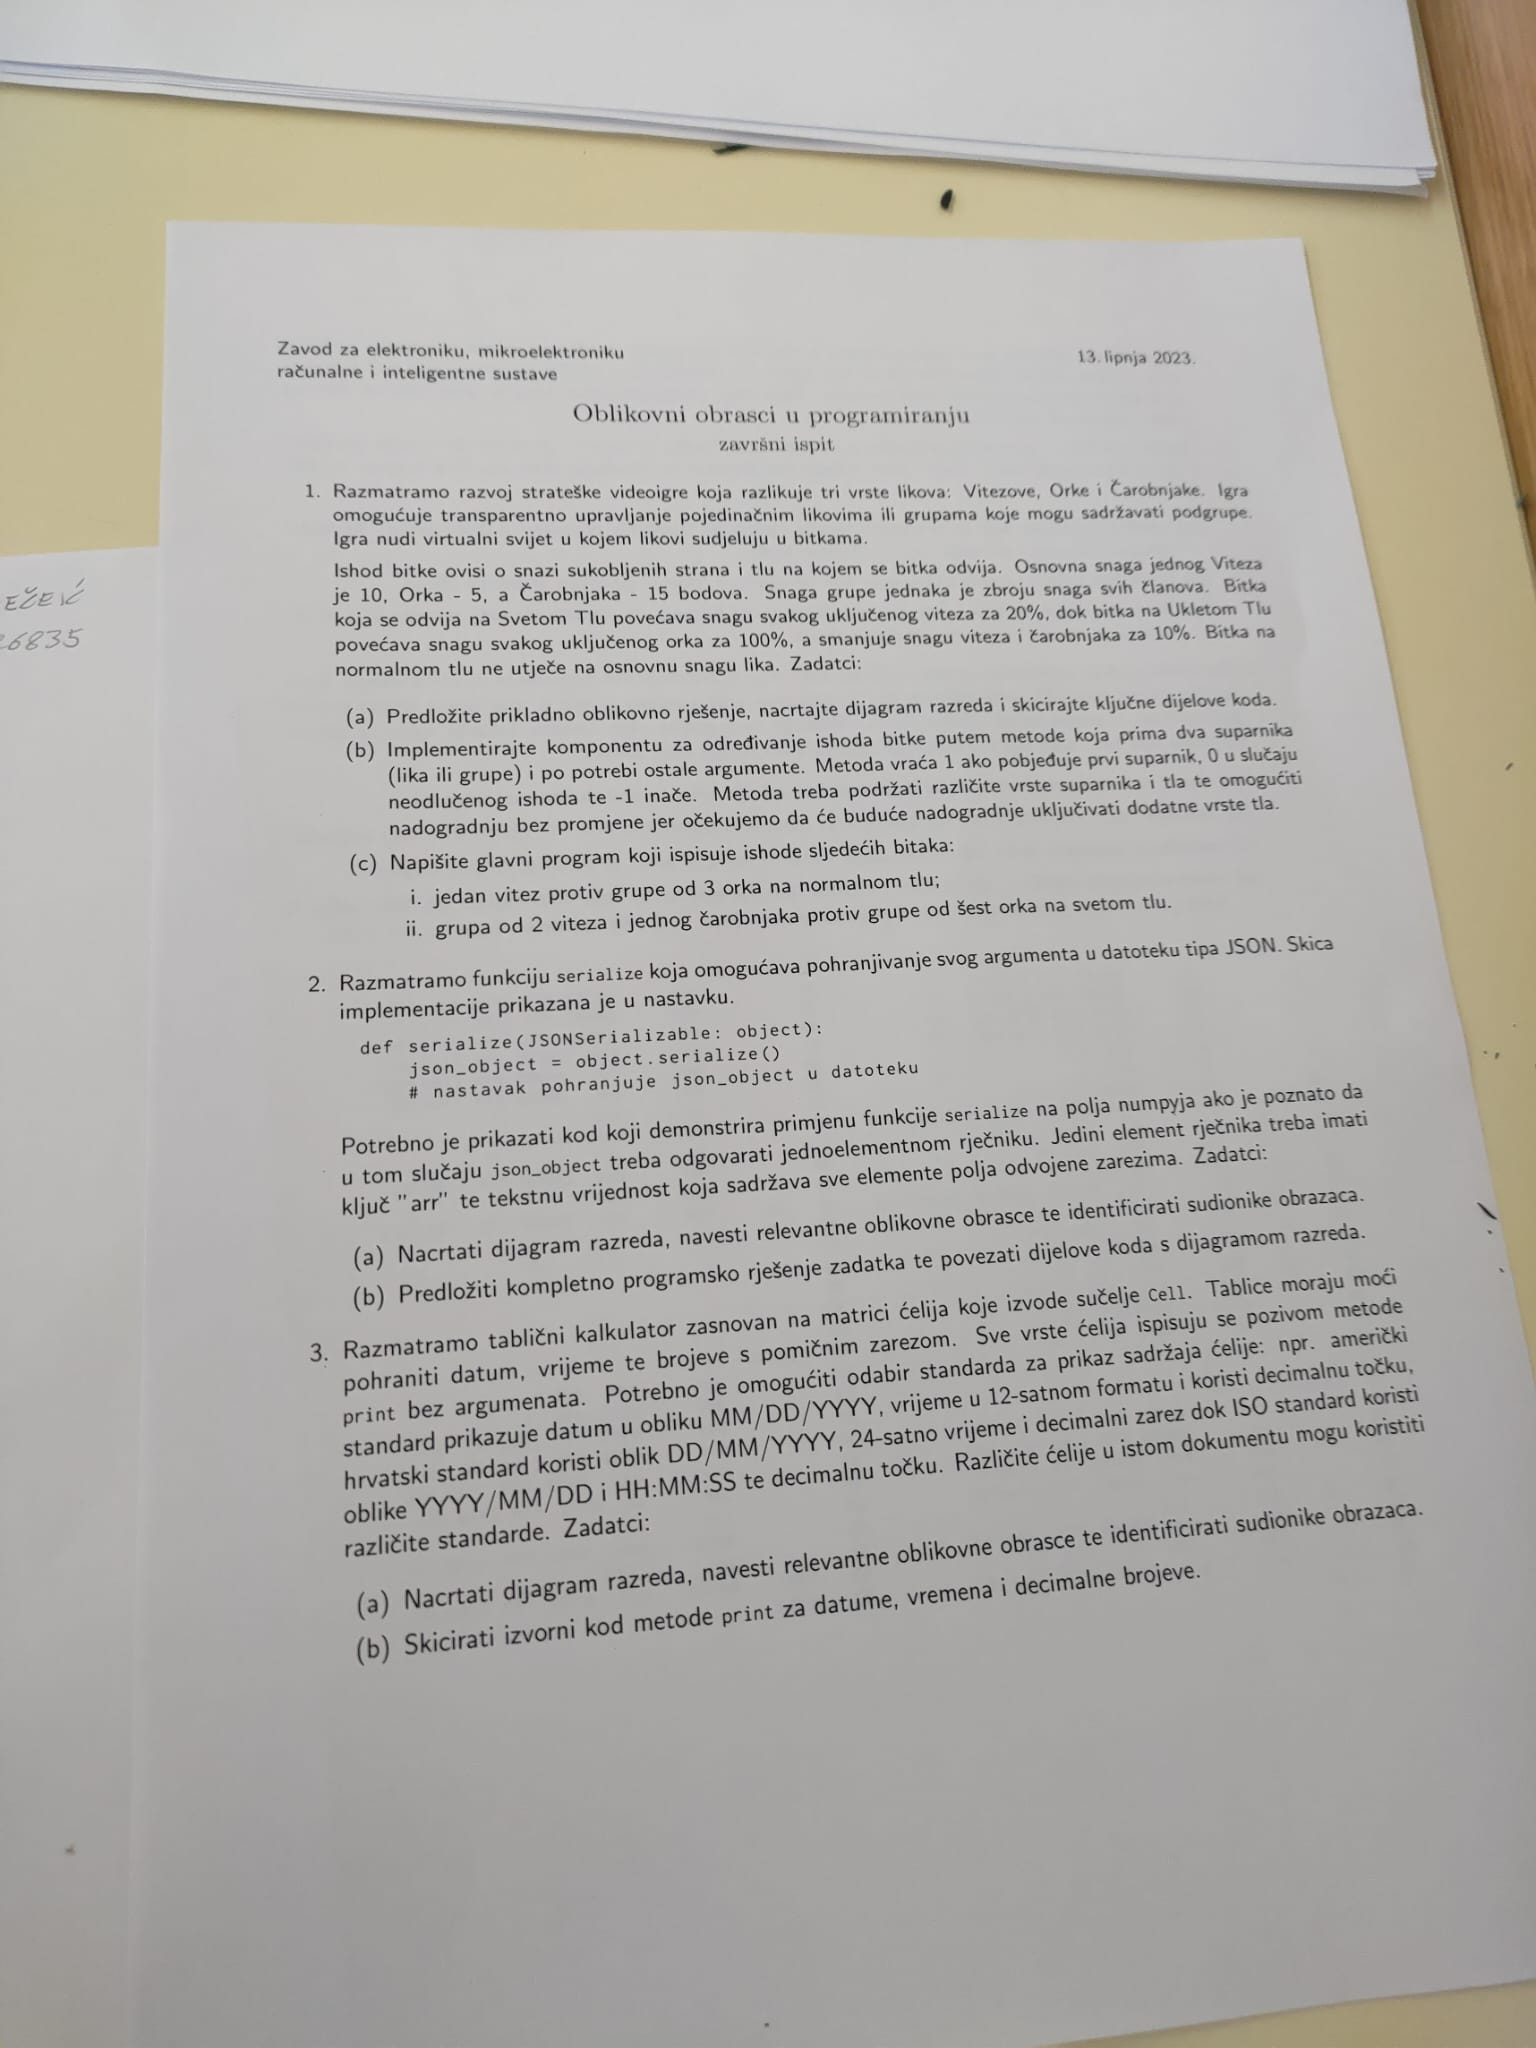 Zavod za elektroniku, mikroelektroniku
računalne i inteligentne sustave
13. lipnja 2023.
Oblikovni obrasci u programiranju
završni ispit
1. Razmatramo razvoj strateške videoigre koja razlikuje tri vrste likova: Vitezove, Orke i Čarobnjake. Igra
omogućuje transparentno upravljanje pojedinačnim likovima ili grupama koje mogu sadržavati podgrupe.
Igra nudi virtualni svijet u kojem likovi sudjeluju u bitkama.
Ishod bitke ovisi o snazi sukobljenih strana i tlu na kojem se bitka odvija. Osnovna snaga jednog Viteza
je 10, Orka - 5, a Čarobnjaka - 15 bodova. Snaga grupe jednaka je zbroju snaga svih članova. Bitka
koja se odvija na Svetom Tlu povećava snagu svakog uključenog viteza za 20%, dok bitka na Ukletom Tlu
povećava snagu svakog uključenog orka za 100%, a smanjuje snagu viteza i čarobnjaka za 10%. Bitka na
normalnom tlu ne utječe na osnovnu snagu lika. Zadatci:
(a) Predložite prikladno oblikovno rješenje, nacrtajte dijagram razreda i skicirajte ključne dijelove koda.
(b) Implementirajte komponentu za određivanje ishoda bitke putem metode koja prima dva suparnika
(lika ili grupe) i po potrebi ostale argumente. Metoda vraća 1 ako pobjeđuje prvi suparnik, 0 u slučaju
neodlučenog ishoda te -1 inače. Metoda treba podržati različite vrste suparnika i tla te omogućiti
nadogradnju bez promjene jer očekujemo da će buduće nadogradnje uključivati dodatne vrste tla.
(c) Napišite glavni program koji ispisuje ishode sljedećih bitaka:
i. jedan vitez protiv grupe od 3 orka na normalnom tlu;
ii. grupa od 2 viteza i jednog čarobnjaka protiv grupe od šest orka na svetom tlu.
2. Razmatramo funkciju serialize koja omogućava pohranjivanje svog argumenta u datoteku tipa JSON. Skica
implementacije prikazana je u nastavku.
def serialize(JSONSerializable: object):
json_object = object.serialize()
# nastavak pohranjuje json_object u datoteku
Potrebno je prikazati kod koji demonstrira primjenu funkcije serialize na polja numpyja ako je poznato da
u tom slučaju json_object treba odgovarati jednoelementnom rječniku. Jedini element rječnika treba imati
ključ "arr" te tekstnu vrijednost koja sadržava sve elemente polja odvojene zarezima. Zadatci:
(a) Nacrtati dijagram razreda, navesti relevantne oblikovne obrasce te identificirati sudionike obrazaca.
(b) Predložiti kompletno programsko rješenje zadatka te povezati dijelove koda s dijagramom razreda.
3. Razmatramo tablični kalkulator zasnovan na matrici ćelija koje izvode sučelje Cell. Tablice moraju moći
pohraniti datum, vrijeme te brojeve s pomičnim zarezom. Sve vrste ćelija ispisuju se pozivom metode
print bez argumenata. Potrebno je omogućiti odabir standarda za prikaz sadržaja ćelije: npr. američki
standard prikazuje datum u obliku MM/DD/YYYY, vrijeme u 12-satnom formatu i koristi decimalnu točku,
hrvatski standard koristi oblik DD/MM/YYYY, 24-satno vrijeme i decimalni zarez dok ISO standard koristi
oblike YYYY/MM/DD i HH:MM:SS te decimalnu točku. Različite ćelije u istom dokumentu mogu koristiti
različite standarde. Zadatci:
(a) Nacrtati dijagram razreda, navesti relevantne oblikovne obrasce te identificirati sudionike obrazaca.
(b) Skicirati izvorni kod metode print za datume, vremena i decimalne brojeve.